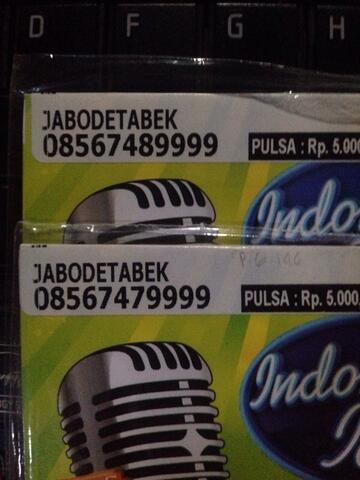 D F G H
JABODETABEK
08567489999
PULSA : Rp. 5.000
Indo
JABODETABEK
08567479999
PULSA : Rp. 5.000.
Indo